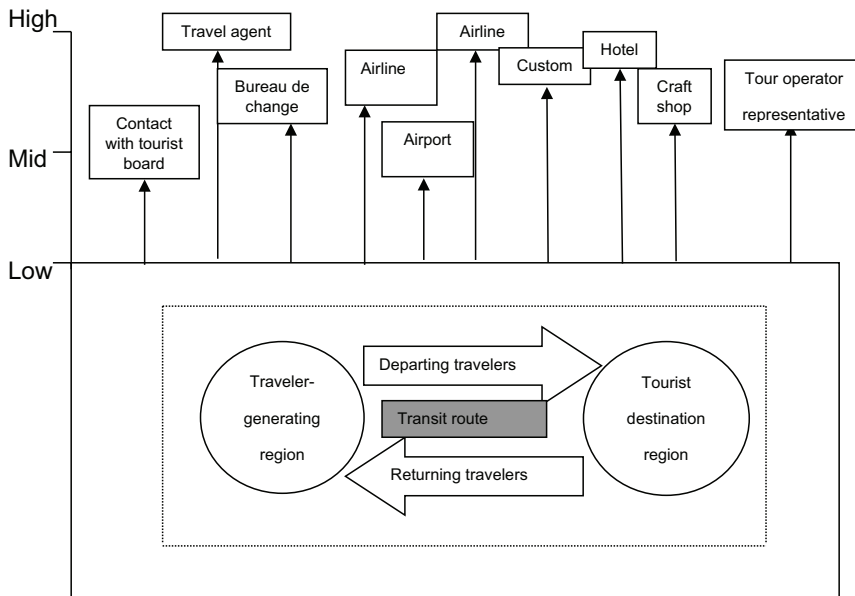 High
Travel agent
Airline
Hotel
Airline
Custom
Bureau de
change
Craft
shop
Tour operator
representative
Contact
with tourist
board
Airport
Mid
Low
Departing travelers
Traveler-
generating
region
Transit route
Tourist
destination
region
Returning travelers